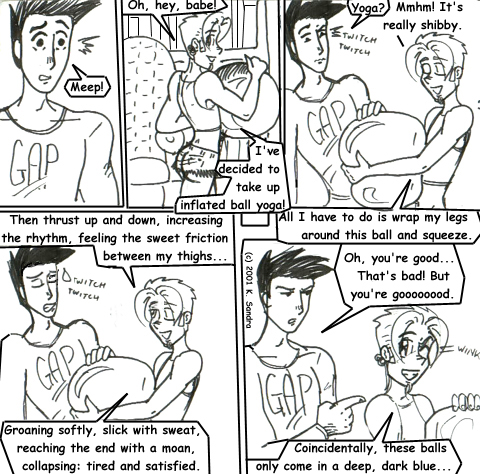 Meep!
GAP
Oh, hey, babe!
I've
decided to
take up
inflated ball yoga!
Yoga?
Mmhm! It's
really shibby.
TWITCH
TWITCH
GAP
All I have to do is wrap my legs
around this ball and squeeze.
Then thrust up and down, increasing
the rhythm, feeling the sweet friction
between my thighs...
TWITCH
TWITCH
GAP
Groaning softly, slick with sweat,
reaching the end with a moan,
collapsing: tired and satisfied.
(c) 2001 K. Sandra
Oh, you're good...
That's bad! But
you're goooooood.
GAP
WINK
Coincidentally, these balls
only come in a deep, dark blue...